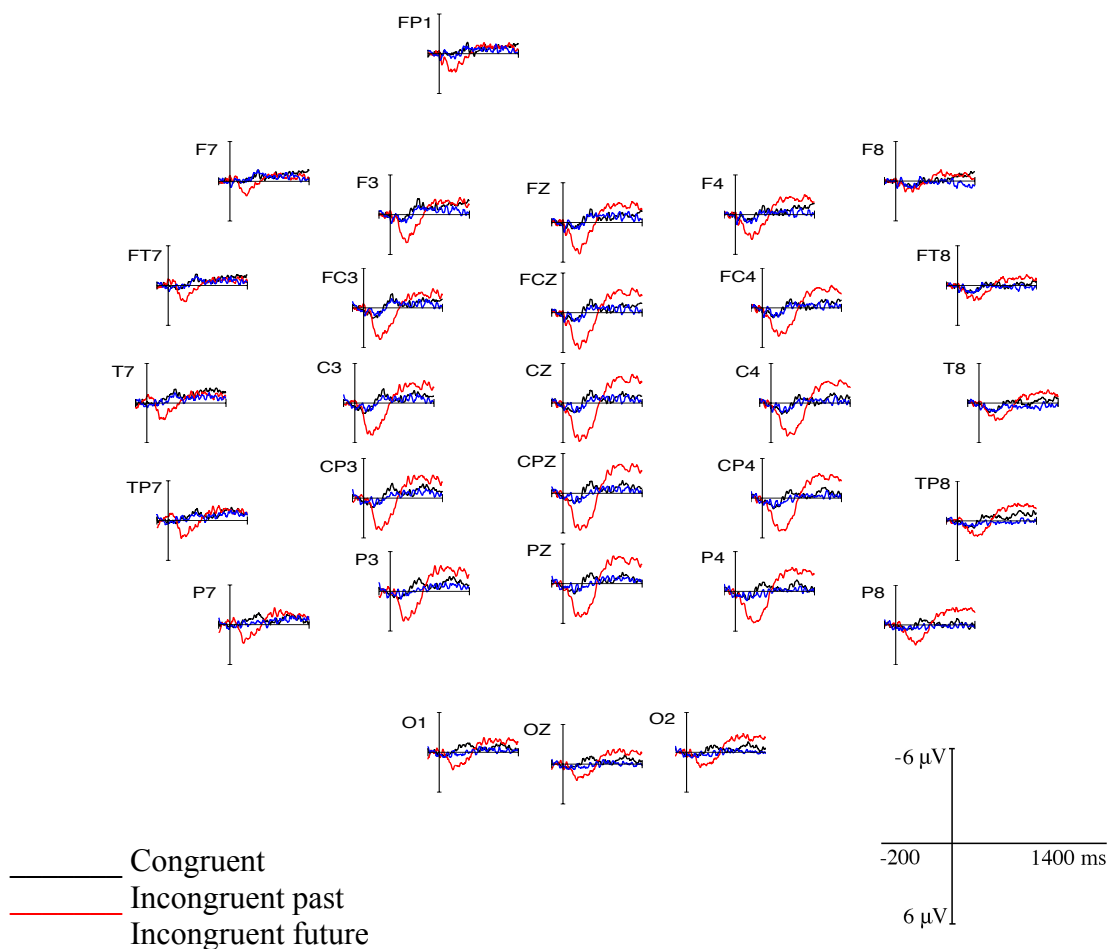 FP1
F7
F3
FZ
F4
F8
FT7
FC3
FCZ
FC4
FT8
T7
C3
CZ
C4
T8
TP7
CP3
CPZ
CP4
TP8
P7
P3
PZ
P4
P8
O1
OZ
O2
-6 µV
-200 1400 ms
6 µV
Congruent
Incongruent past
Incongruent future